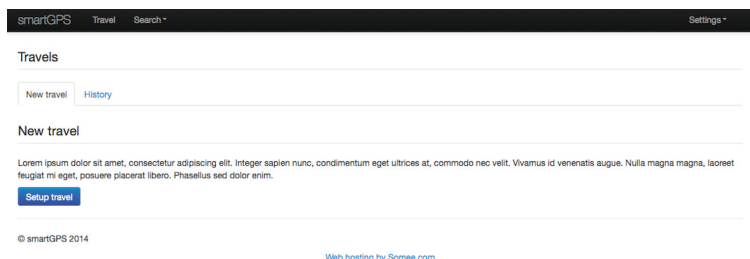 smartGPS Travel Search Settings
Travels
New travel History
New travel
Lorem ipsum dolor sit amet, consectetur adipiscing elit. Integer sapien nunc, condimentum eget ultrices at, commodo nec velit. Vivamus id venenatis augue. Nulla magna magna, laoreet
feugiat mi eget, posuere placerat libero. Phasellus sed dolor enim.
Setup travel
© smartGPS 2014
Web hosting by Somee.com